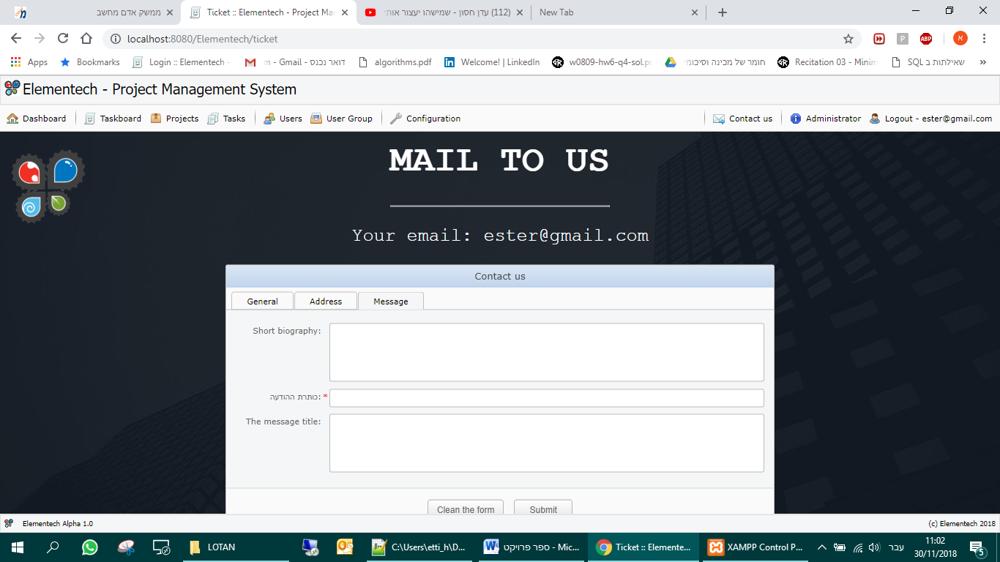 ממשק אדם מחשב
Ticket :: Elementech - Project Ma
(112) עדן חסון - שמישהו יעצור אותי
New Tab
localhost:8080/Elementech/ticket
P
ABP
א
Apps
Bookmarks
Login :: Elementech -
דואר נכנס - m - Gmail
algorithms.pdf
Welcome! | LinkedIn
w0809-hw6-q4-sol.pd
חומר של מכינה וסיכומי
Recitation 03 - Minim
שאילתות ב SQL
»
Elementech - Project Management System
Dashboard
Taskboard
Projects
Tasks
Users
User Group
Configuration
Contact us
Administrator
Logout - ester@gmail.com
MAIL TO US
Your email: ester@gmail.com
Contact us
General
Address
Message
Short biography:
כותרת ההודעה: *
The message title:
Clean the form
Submit
Elementech Alpha 1.0
(c) Elementech 2018
LOTAN
C:\Users\etti_h\D...
ספר פרויקט - Mic...
Ticket :: Elemente...
XAMPP Control P...
עבר
11:02
30/11/2018
5